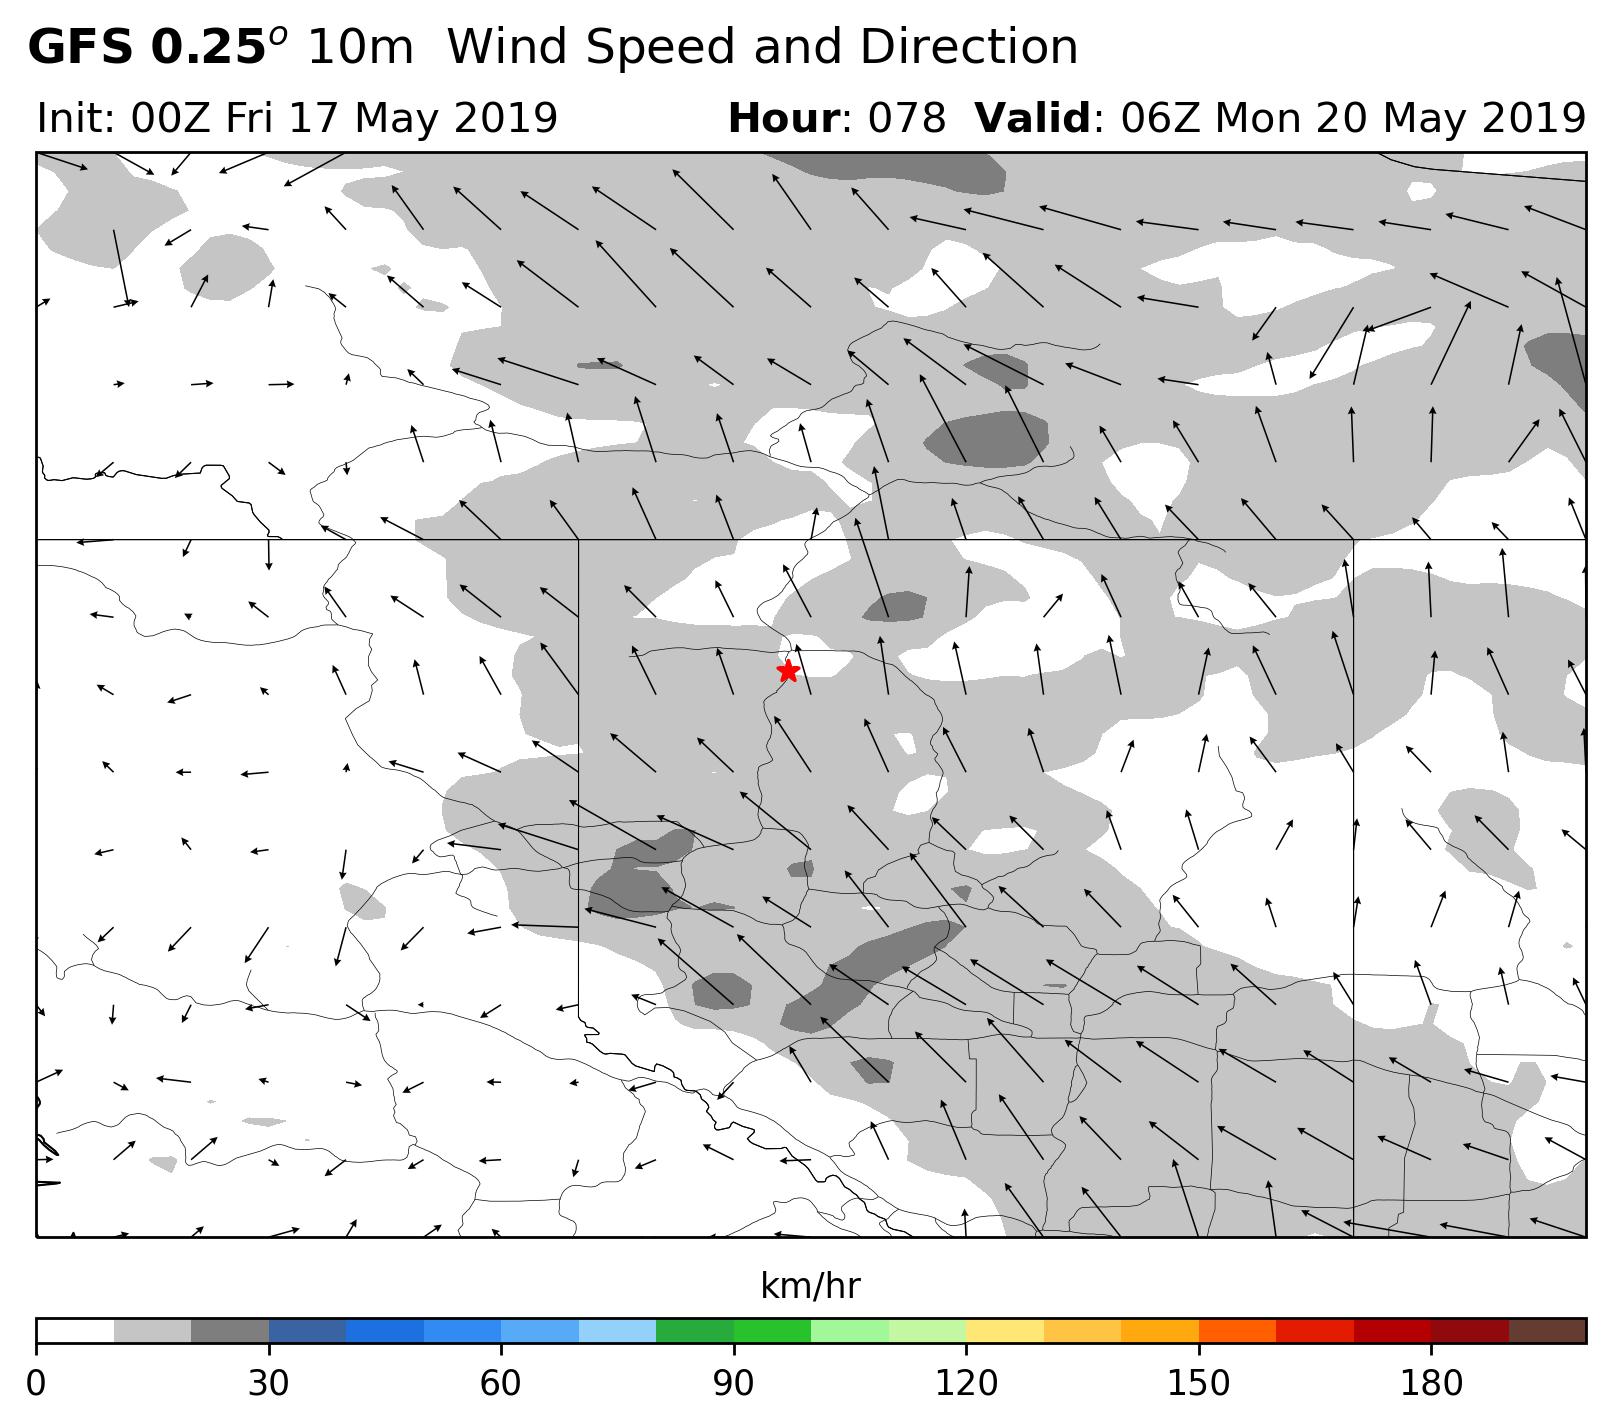 GFS 0.25o 10m Wind Speed and Direction
Init: 00Z Fri 17 May 2019 Hour: 078 Valid: 06Z Mon 20 May 2019
km/hr
0 30 60 90 120 150 180